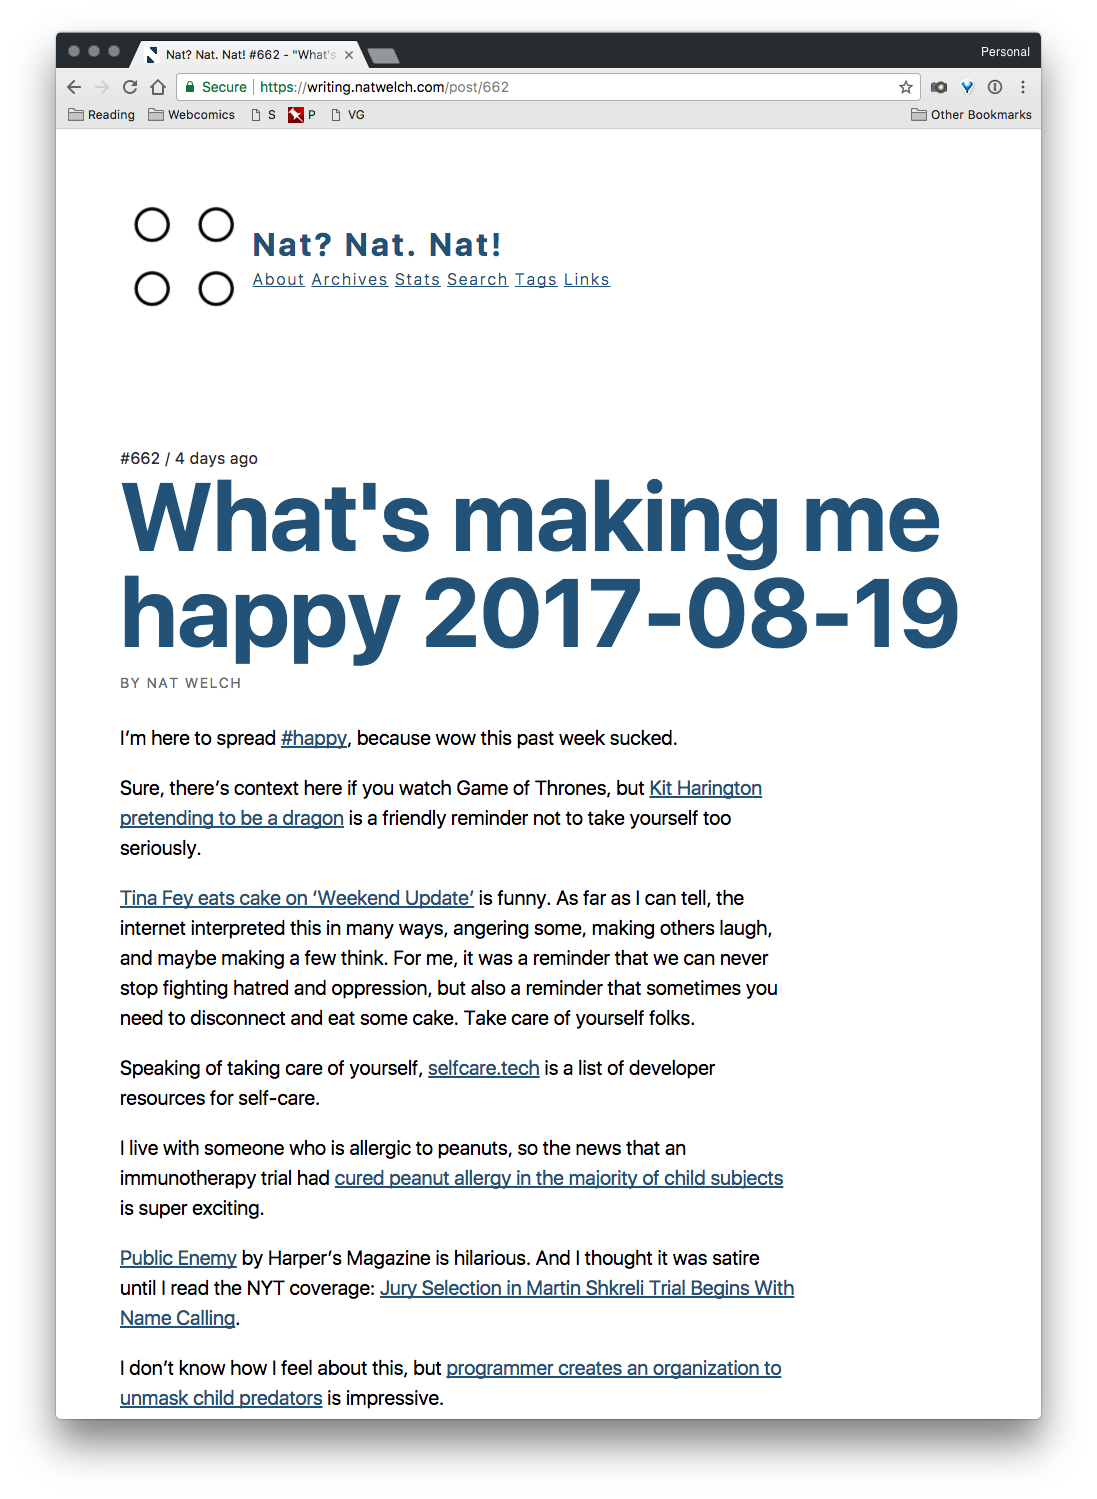 Nat? Nat. Nat! #662 - "What's
Personal
Secure https://writing.natwelch.com/post/662
Reading Webcomics S P VG Other Bookmarks
Nat? Nat. Nat!
About Archives Stats Search Tags Links
#662 / 4 days ago
What's making me
happy 2017-08-19
BY NAT WELCH
I’m here to spread #happy, because wow this past week sucked.
Sure, there’s context here if you watch Game of Thrones, but Kit Harington
pretending to be a dragon is a friendly reminder not to take yourself too
seriously.
Tina Fey eats cake on ‘Weekend Update’ is funny. As far as I can tell, the
internet interpreted this in many ways, angering some, making others laugh,
and maybe making a few think. For me, it was a reminder that we can never
stop fighting hatred and oppression, but also a reminder that sometimes you
need to disconnect and eat some cake. Take care of yourself folks.
Speaking of taking care of yourself, selfcare.tech is a list of developer
resources for self-care.
I live with someone who is allergic to peanuts, so the news that an
immunotherapy trial had cured peanut allergy in the majority of child subjects
is super exciting.
Public Enemy by Harper’s Magazine is hilarious. And I thought it was satire
until I read the NYT coverage: Jury Selection in Martin Shkreli Trial Begins With
Name Calling.
I don’t know how I feel about this, but programmer creates an organization to
unmask child predators is impressive.